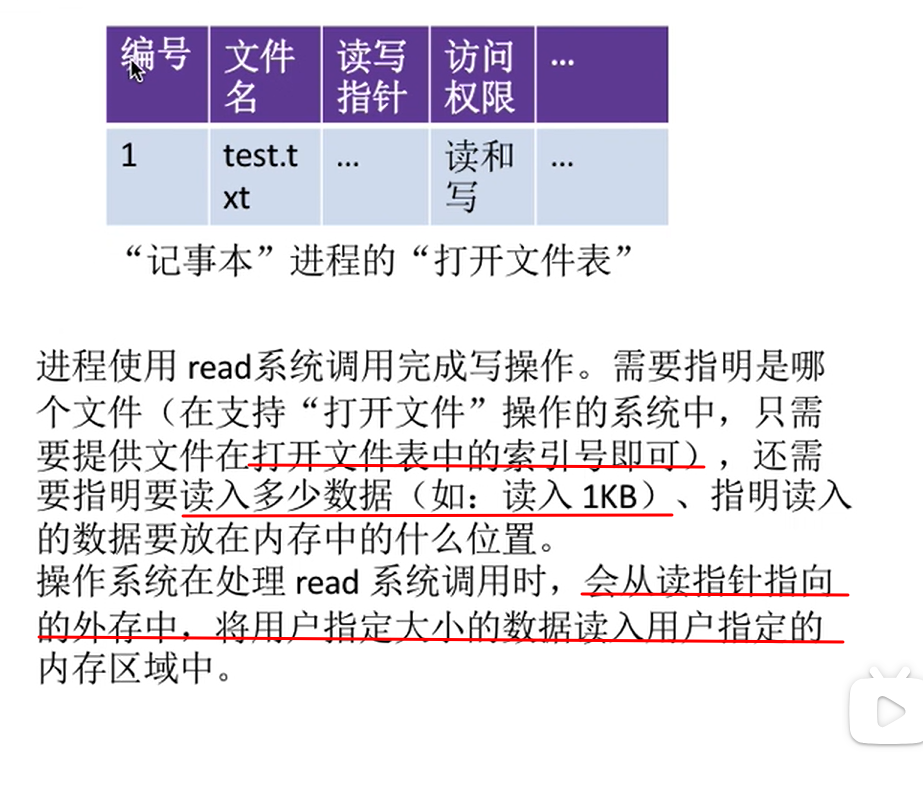 编号 文件名 读写指针 访问权限 ...
1 test.txt ... 读和写 ...
“记事本”进程的“打开文件表”
进程使用 read系统调用完成写操作。需要指明是哪
个文件（在支持“打开文件”操作的系统中，只需
要提供文件在打开文件表中的索引号即可），还需
要指明要读入多少数据（如：读入 1KB）、指明读入
的数据要放在内存中的什么位置。
操作系统在处理 read 系统调用时，会从读指针指向
的外存中，将用户指定大小的数据读入用户指定的
内存区域中。